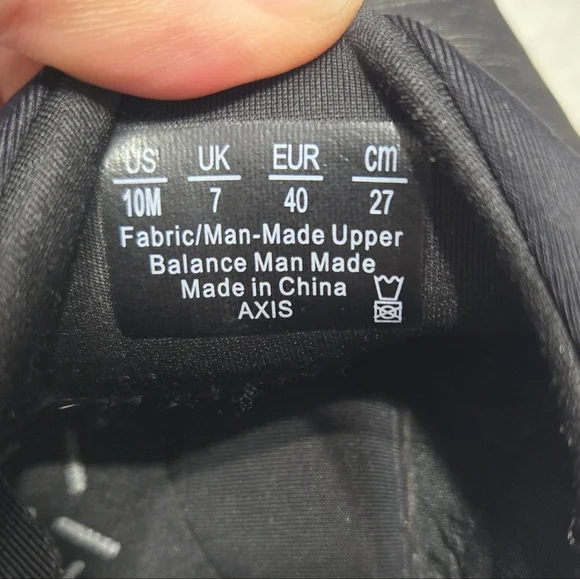 US UK EUR cm
10M 7 40 27
Fabric/Man-Made Upper
Balance Man Made
Made in China
AXIS